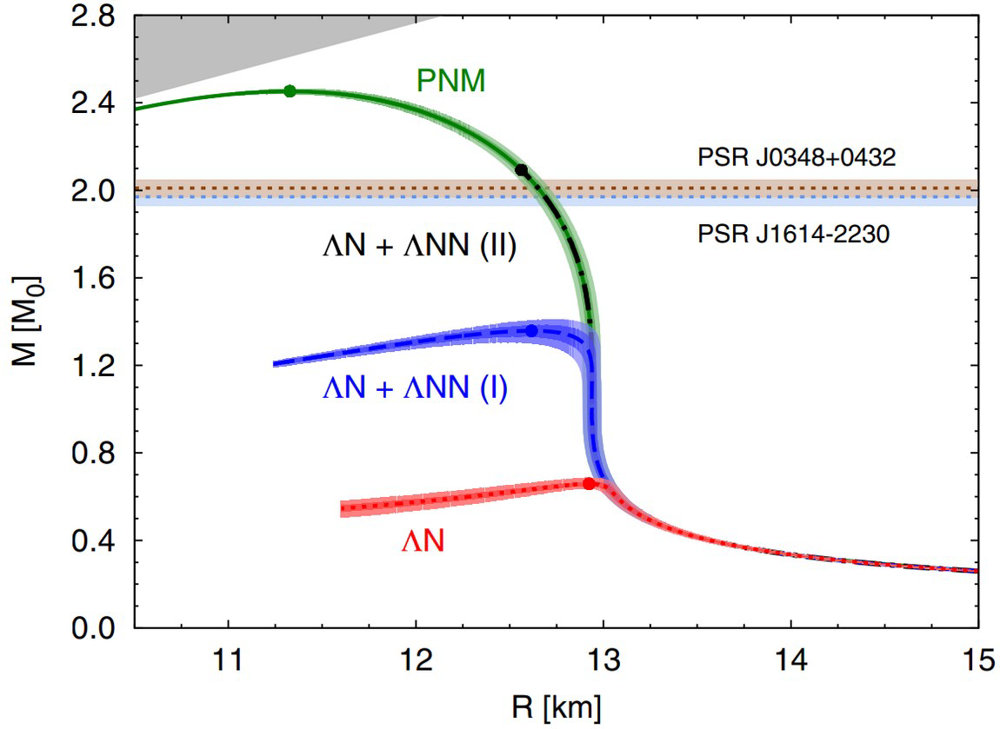 2.8
2.4
2.0
1.6
1.2
0.8
0.4
0.0
M [M0]
PNM
PSR J0348+0432
PSR J1614-2230
ΛN + ΛNN (II)
ΛN + ΛNN (I)
ΛN
11 12 13 14 15
R [km]